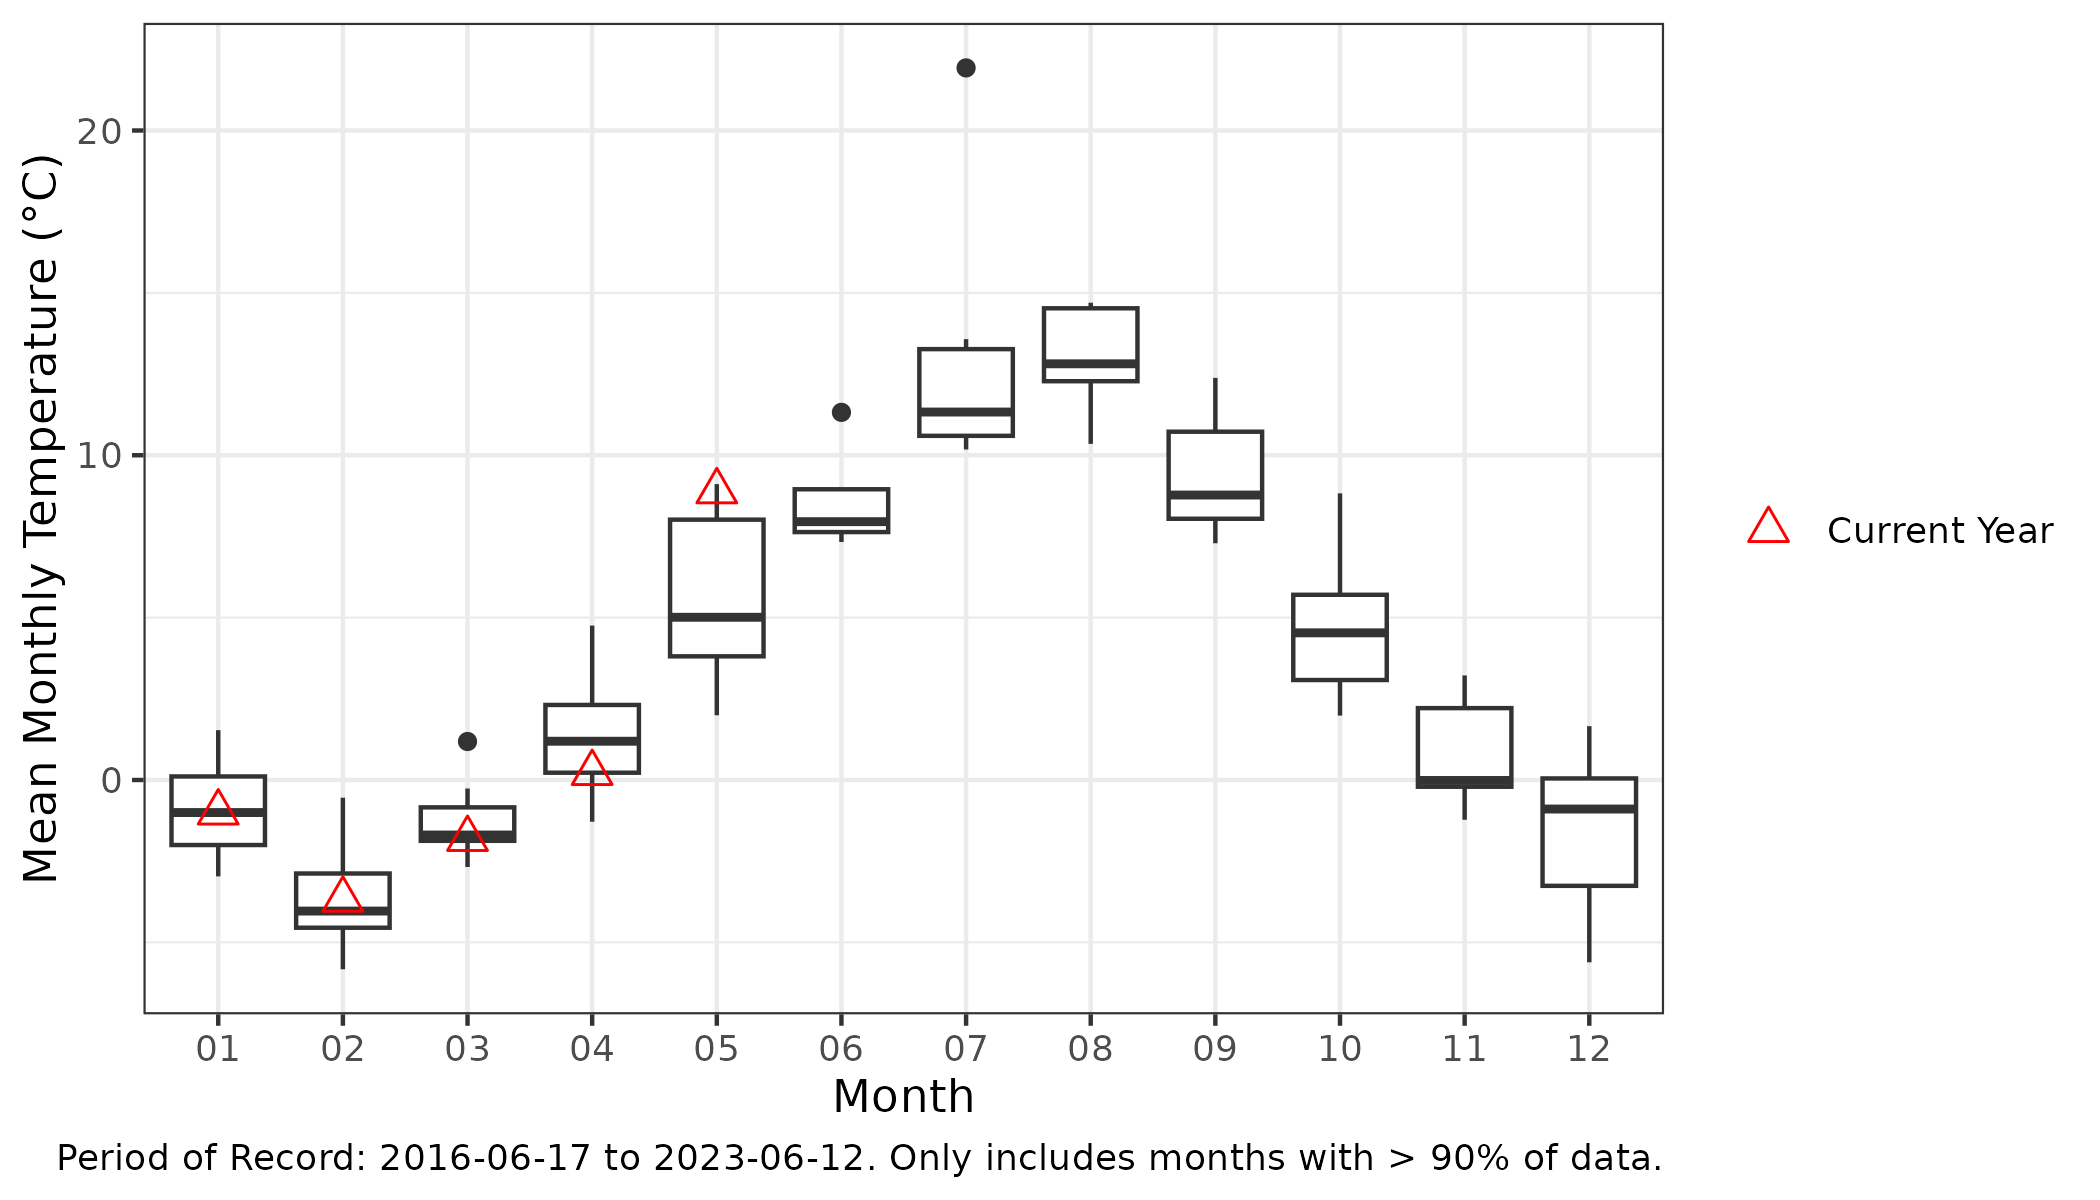 Mean Monthly Temperature (°C)
20
10
0
01 02 03 04 05 06 07 08 09 10 11 12
Month
Current Year
Period of Record: 2016-06-17 to 2023-06-12. Only includes months with > 90% of data.